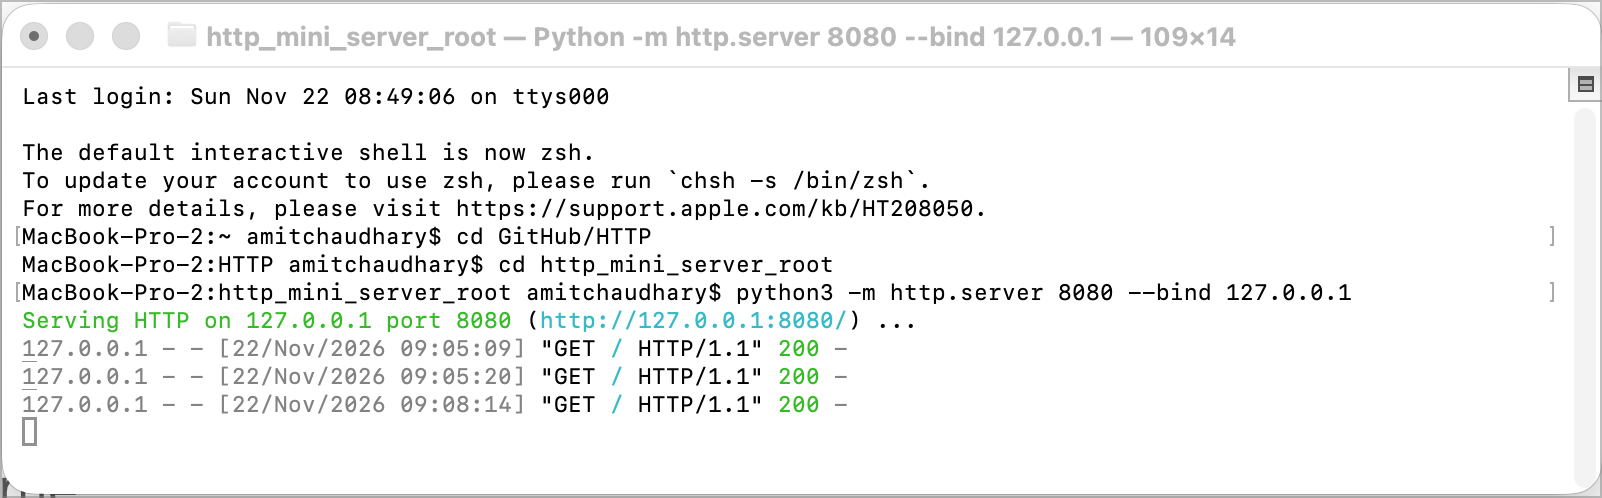 http_mini_server_root — Python -m http.server 8080 --bind 127.0.0.1 — 109×14
Last login: Sun Nov 22 08:49:06 on ttys000
The default interactive shell is now zsh.
To update your account to use zsh, please run `chsh -s /bin/zsh`.
For more details, please visit https://support.apple.com/kb/HT208050.
[MacBook-Pro-2:~ amitchaudhary$ cd GitHub/HTTP ]
MacBook-Pro-2:HTTP amitchaudhary$ cd http_mini_server_root
[MacBook-Pro-2:http_mini_server_root amitchaudhary$ python3 -m http.server 8080 --bind 127.0.0.1 ]
Serving HTTP on 127.0.0.1 port 8080 (http://127.0.0.1:8080/) ...
127.0.0.1 - - [22/Nov/2026 09:05:09] "GET / HTTP/1.1" 200 -
127.0.0.1 - - [22/Nov/2026 09:05:20] "GET / HTTP/1.1" 200 -
127.0.0.1 - - [22/Nov/2026 09:08:14] "GET / HTTP/1.1" 200 -